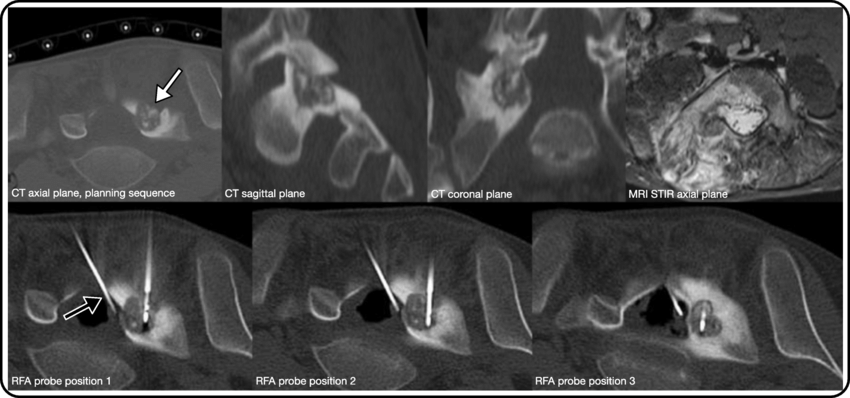 CT axial plane, planning sequence
CT sagittal plane
CT coronal plane
MRI STIR axial plane
RFA probe position 1
RFA probe position 2
RFA probe position 3